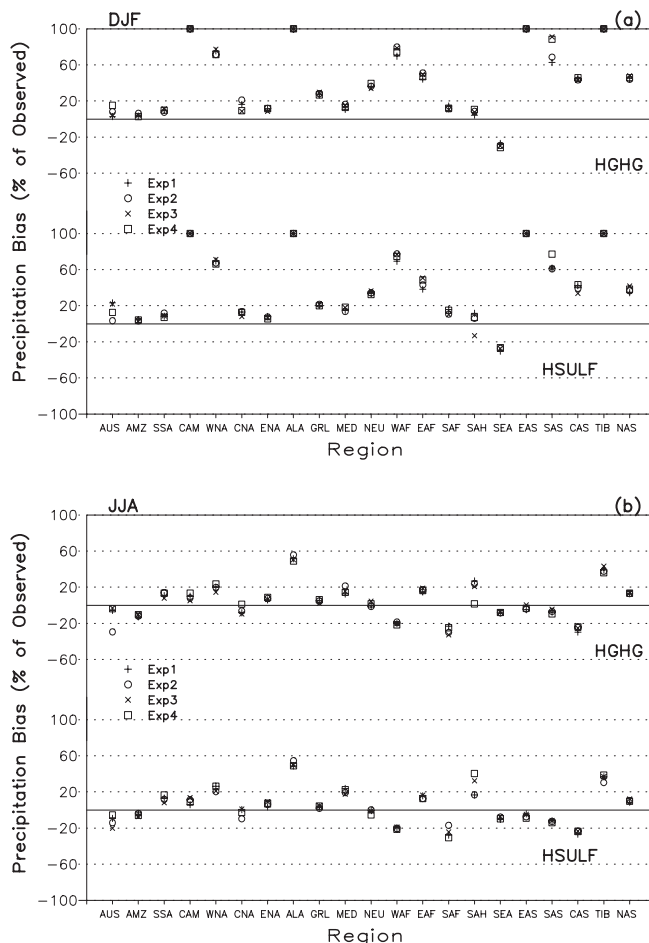 DJF
(a)
100
60
20
−20
−60
HGHG
Exp1
Exp2
Exp3
Exp4
100
60
20
−20
−60
−100
HSULF
Precipitation Bias (% of Observed)
AUS AMZ SSA CAM WNA CNA ENA ALA GRL MED NEU WAF EAF SAF SAH SEA EAS SAS CAS TIB NAS
Region
JJA
(b)
100
60
20
−20
−60
HGHG
Exp1
Exp2
Exp3
Exp4
100
60
20
−20
−60
−100
HSULF
Precipitation Bias (% of Observed)
AUS AMZ SSA CAM WNA CNA ENA ALA GRL MED NEU WAF EAF SAF SAH SEA EAS SAS CAS TIB NAS
Region